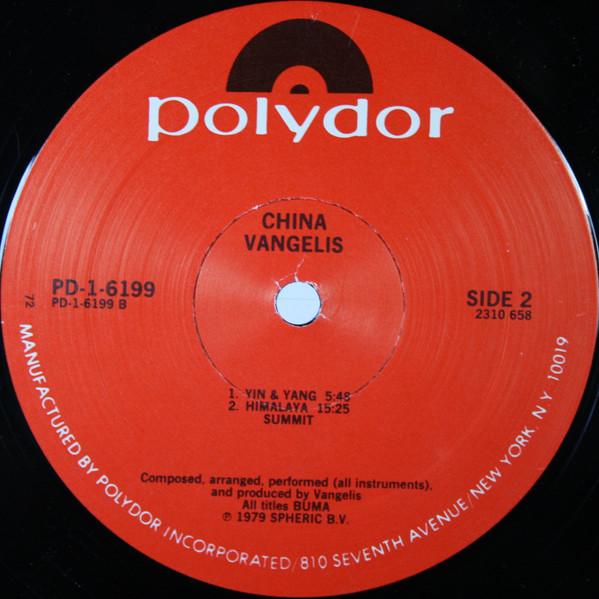 polydor
CHINA
VANGELIS
PD-1-6199
PD-1-6199 B
72
SIDE 2
2310 658
1. YIN & YANG 5:48
2. HIMALAYA 15:25
SUMMIT
Composed, arranged, performed (all instruments),
and produced by Vangelis
All titles BUMA
℗ 1979 SPHERIC B.V.
MANUFACTURED BY POLYDOR INCORPORATED/810 SEVENTH AVENUE/NEW YORK, N.Y 10019